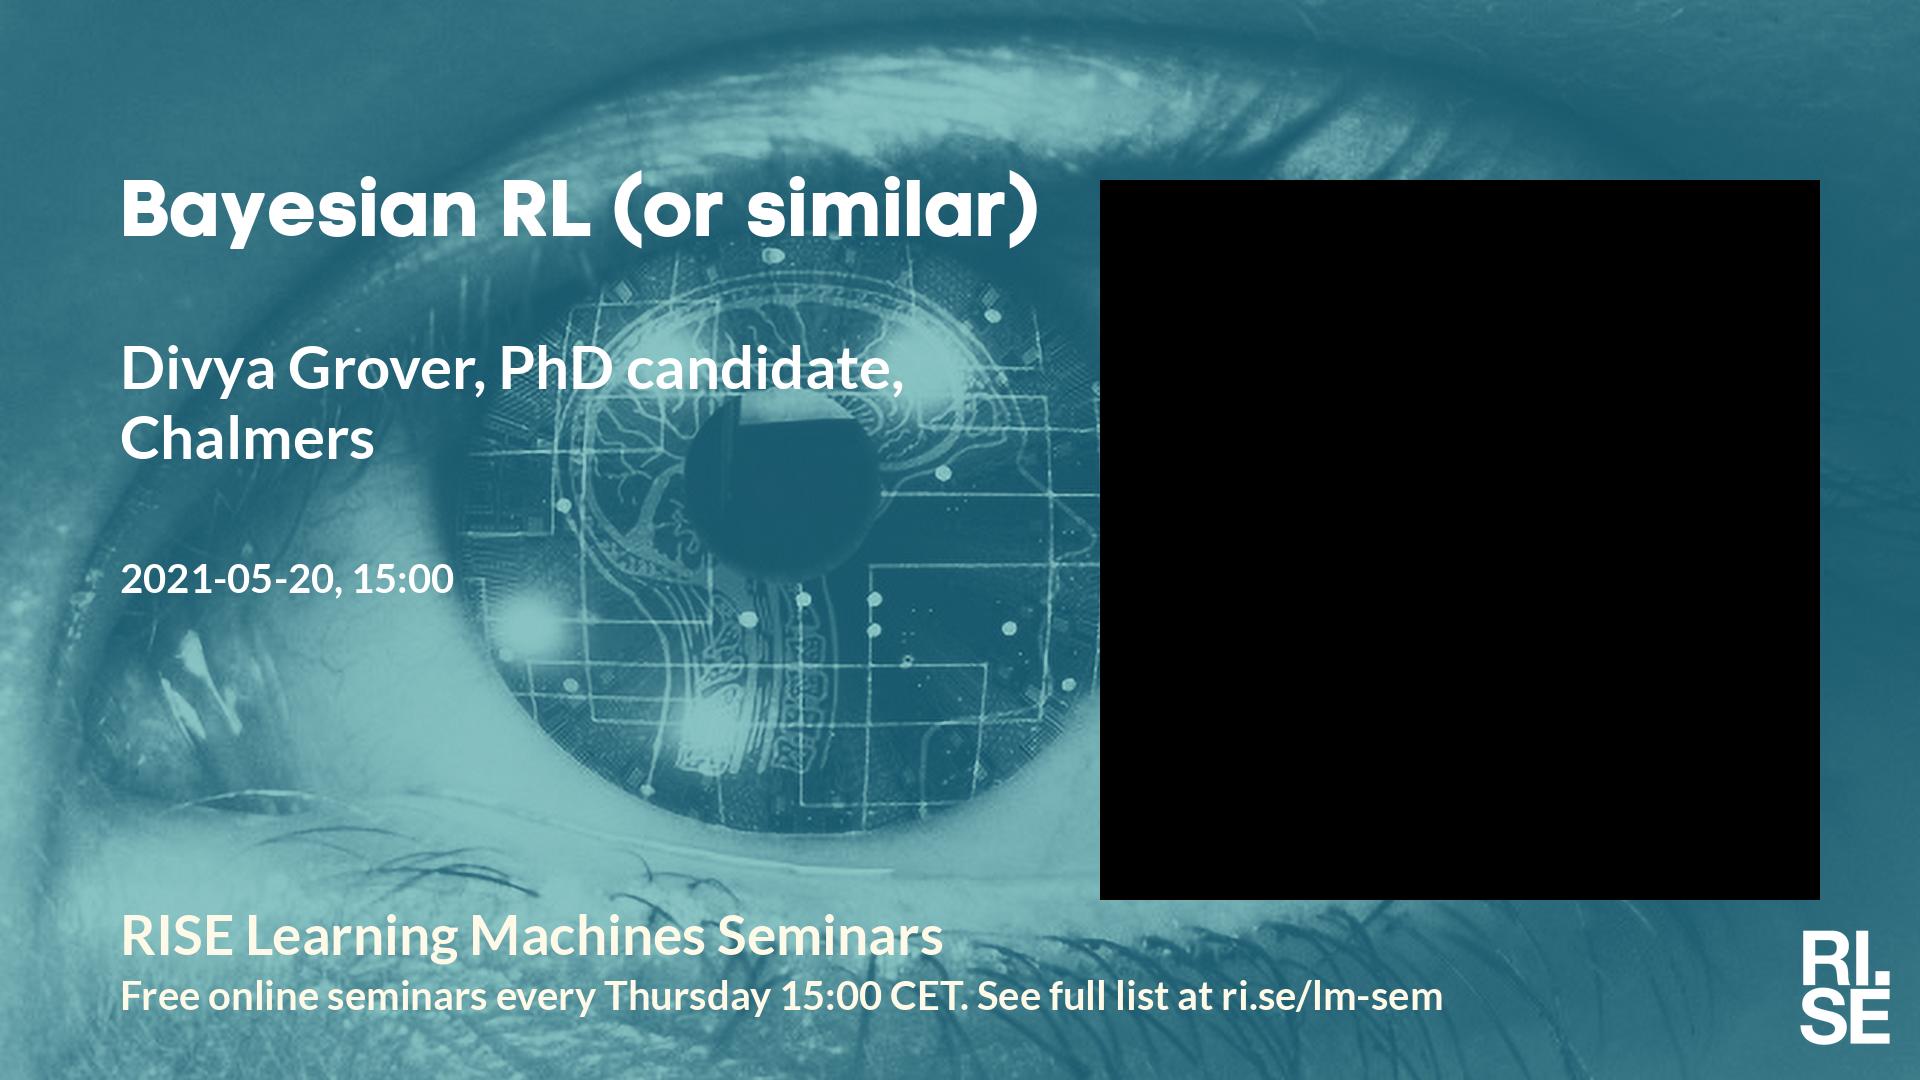 Bayesian RL (or similar)
Divya Grover, PhD candidate,
Chalmers
2021-05-20, 15:00
RISE Learning Machines Seminars
Free online seminars every Thursday 15:00 CET. See full list at ri.se/lm-sem
RI.
SE